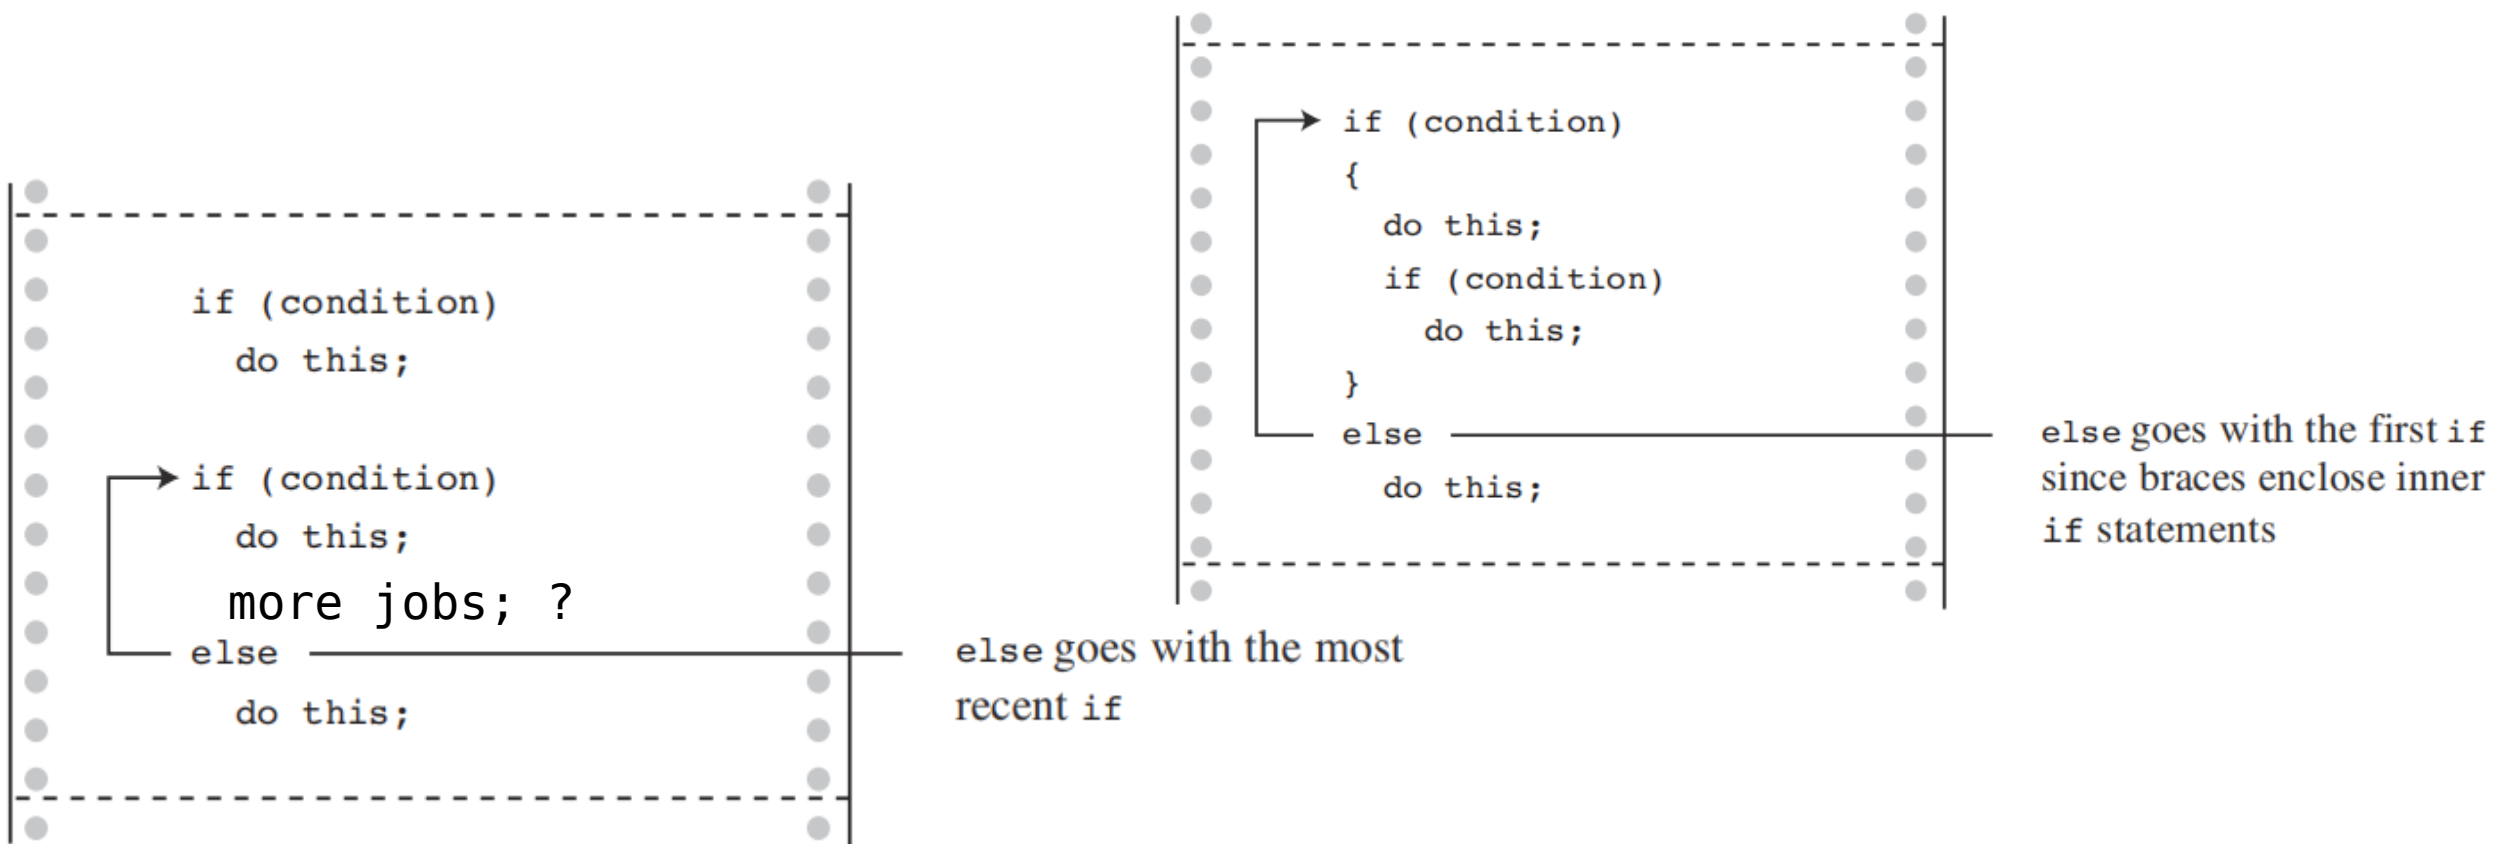 if (condition)
do this;
if (condition)
do this;
more jobs; ?
else
do this;
else goes with the most
recent if
if (condition)
{
do this;
if (condition)
do this;
}
else
do this;
else goes with the first if
since braces enclose inner
if statements